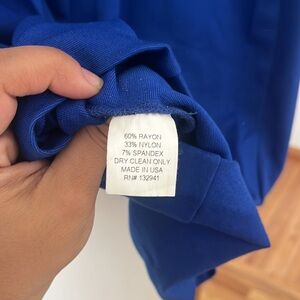 60% RAYON
33% NYLON
7% SPANDEX
DRY CLEAN ONLY
MADE IN USA
RN# 132941